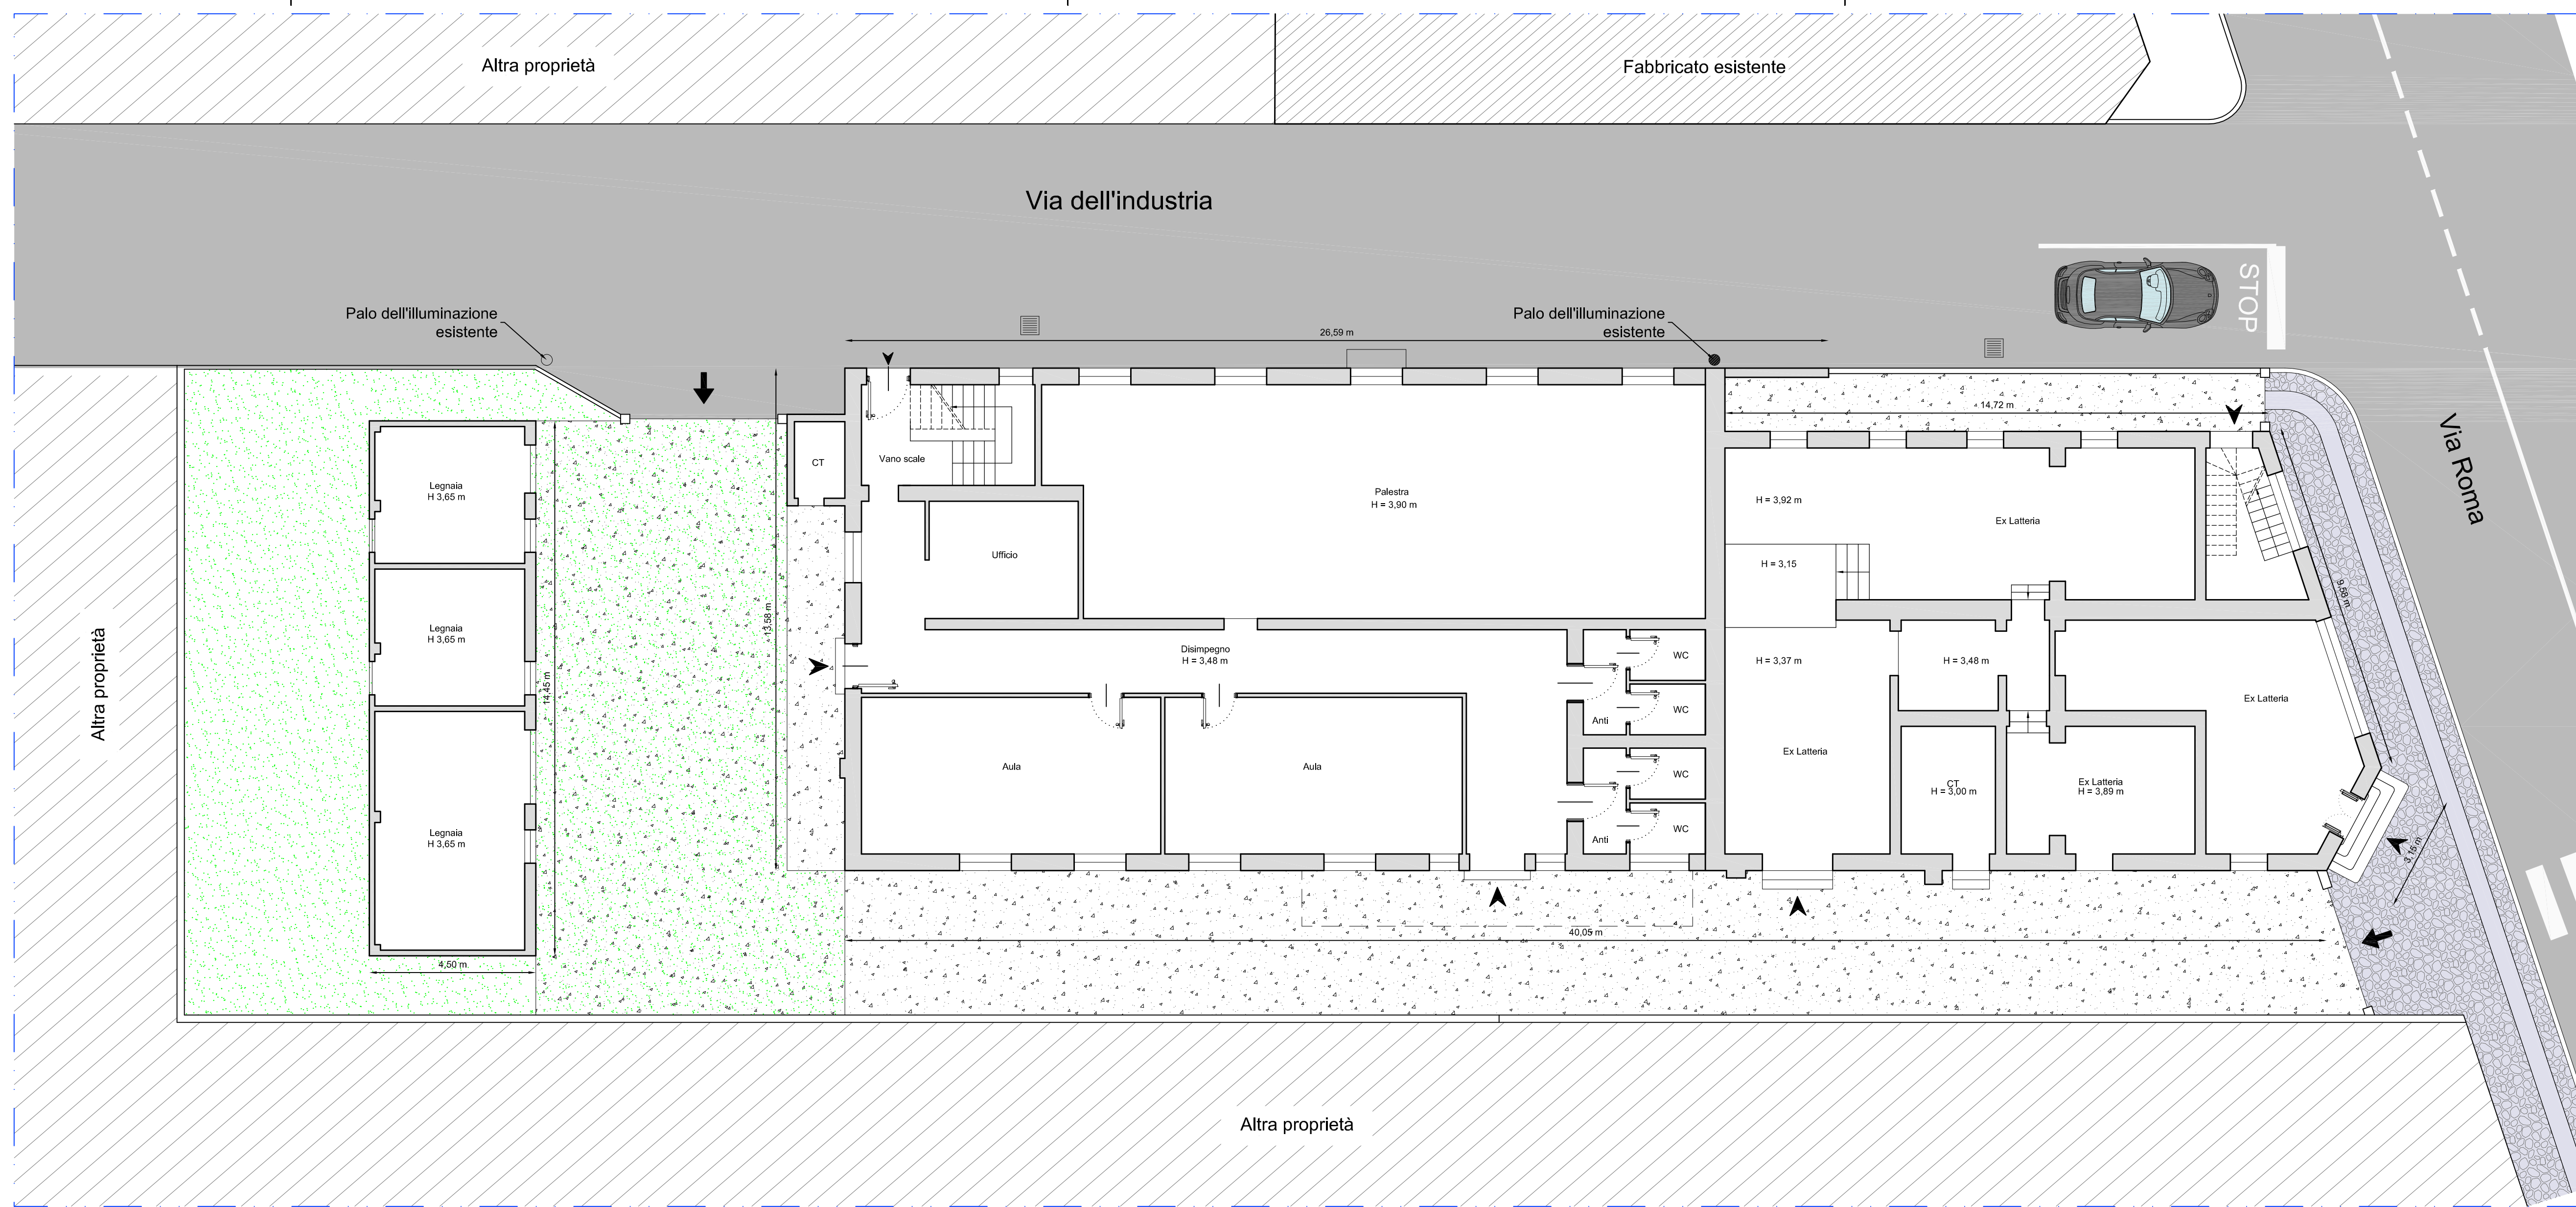 Altra proprietà
Fabbricato esistente
Via dell'industria
STOP
Palo dell'illuminazione
esistente
Palo dell'illuminazione
esistente
26,59 m
14,72 m
Via Roma
CT
Vano scale
Legnaia
H 3,65 m
Palestra
H = 3,90 m
H = 3,92 m
Ex Latteria
Ufficio
H = 3,15
9,58 m
13,58 m
Legnaia
H 3,65 m
Disimpegno
H = 3,48 m
WC
H = 3,37 m
H = 3,48 m
Altra proprietà
14,45 m
Ex Latteria
WC
Anti
Ex Latteria
Aula
Aula
WC
CT
H = 3,00 m
Ex Latteria
H = 3,89 m
Legnaia
H 3,65 m
WC
Anti
3,15 m
40,05 m
4,50 m
Altra proprietà